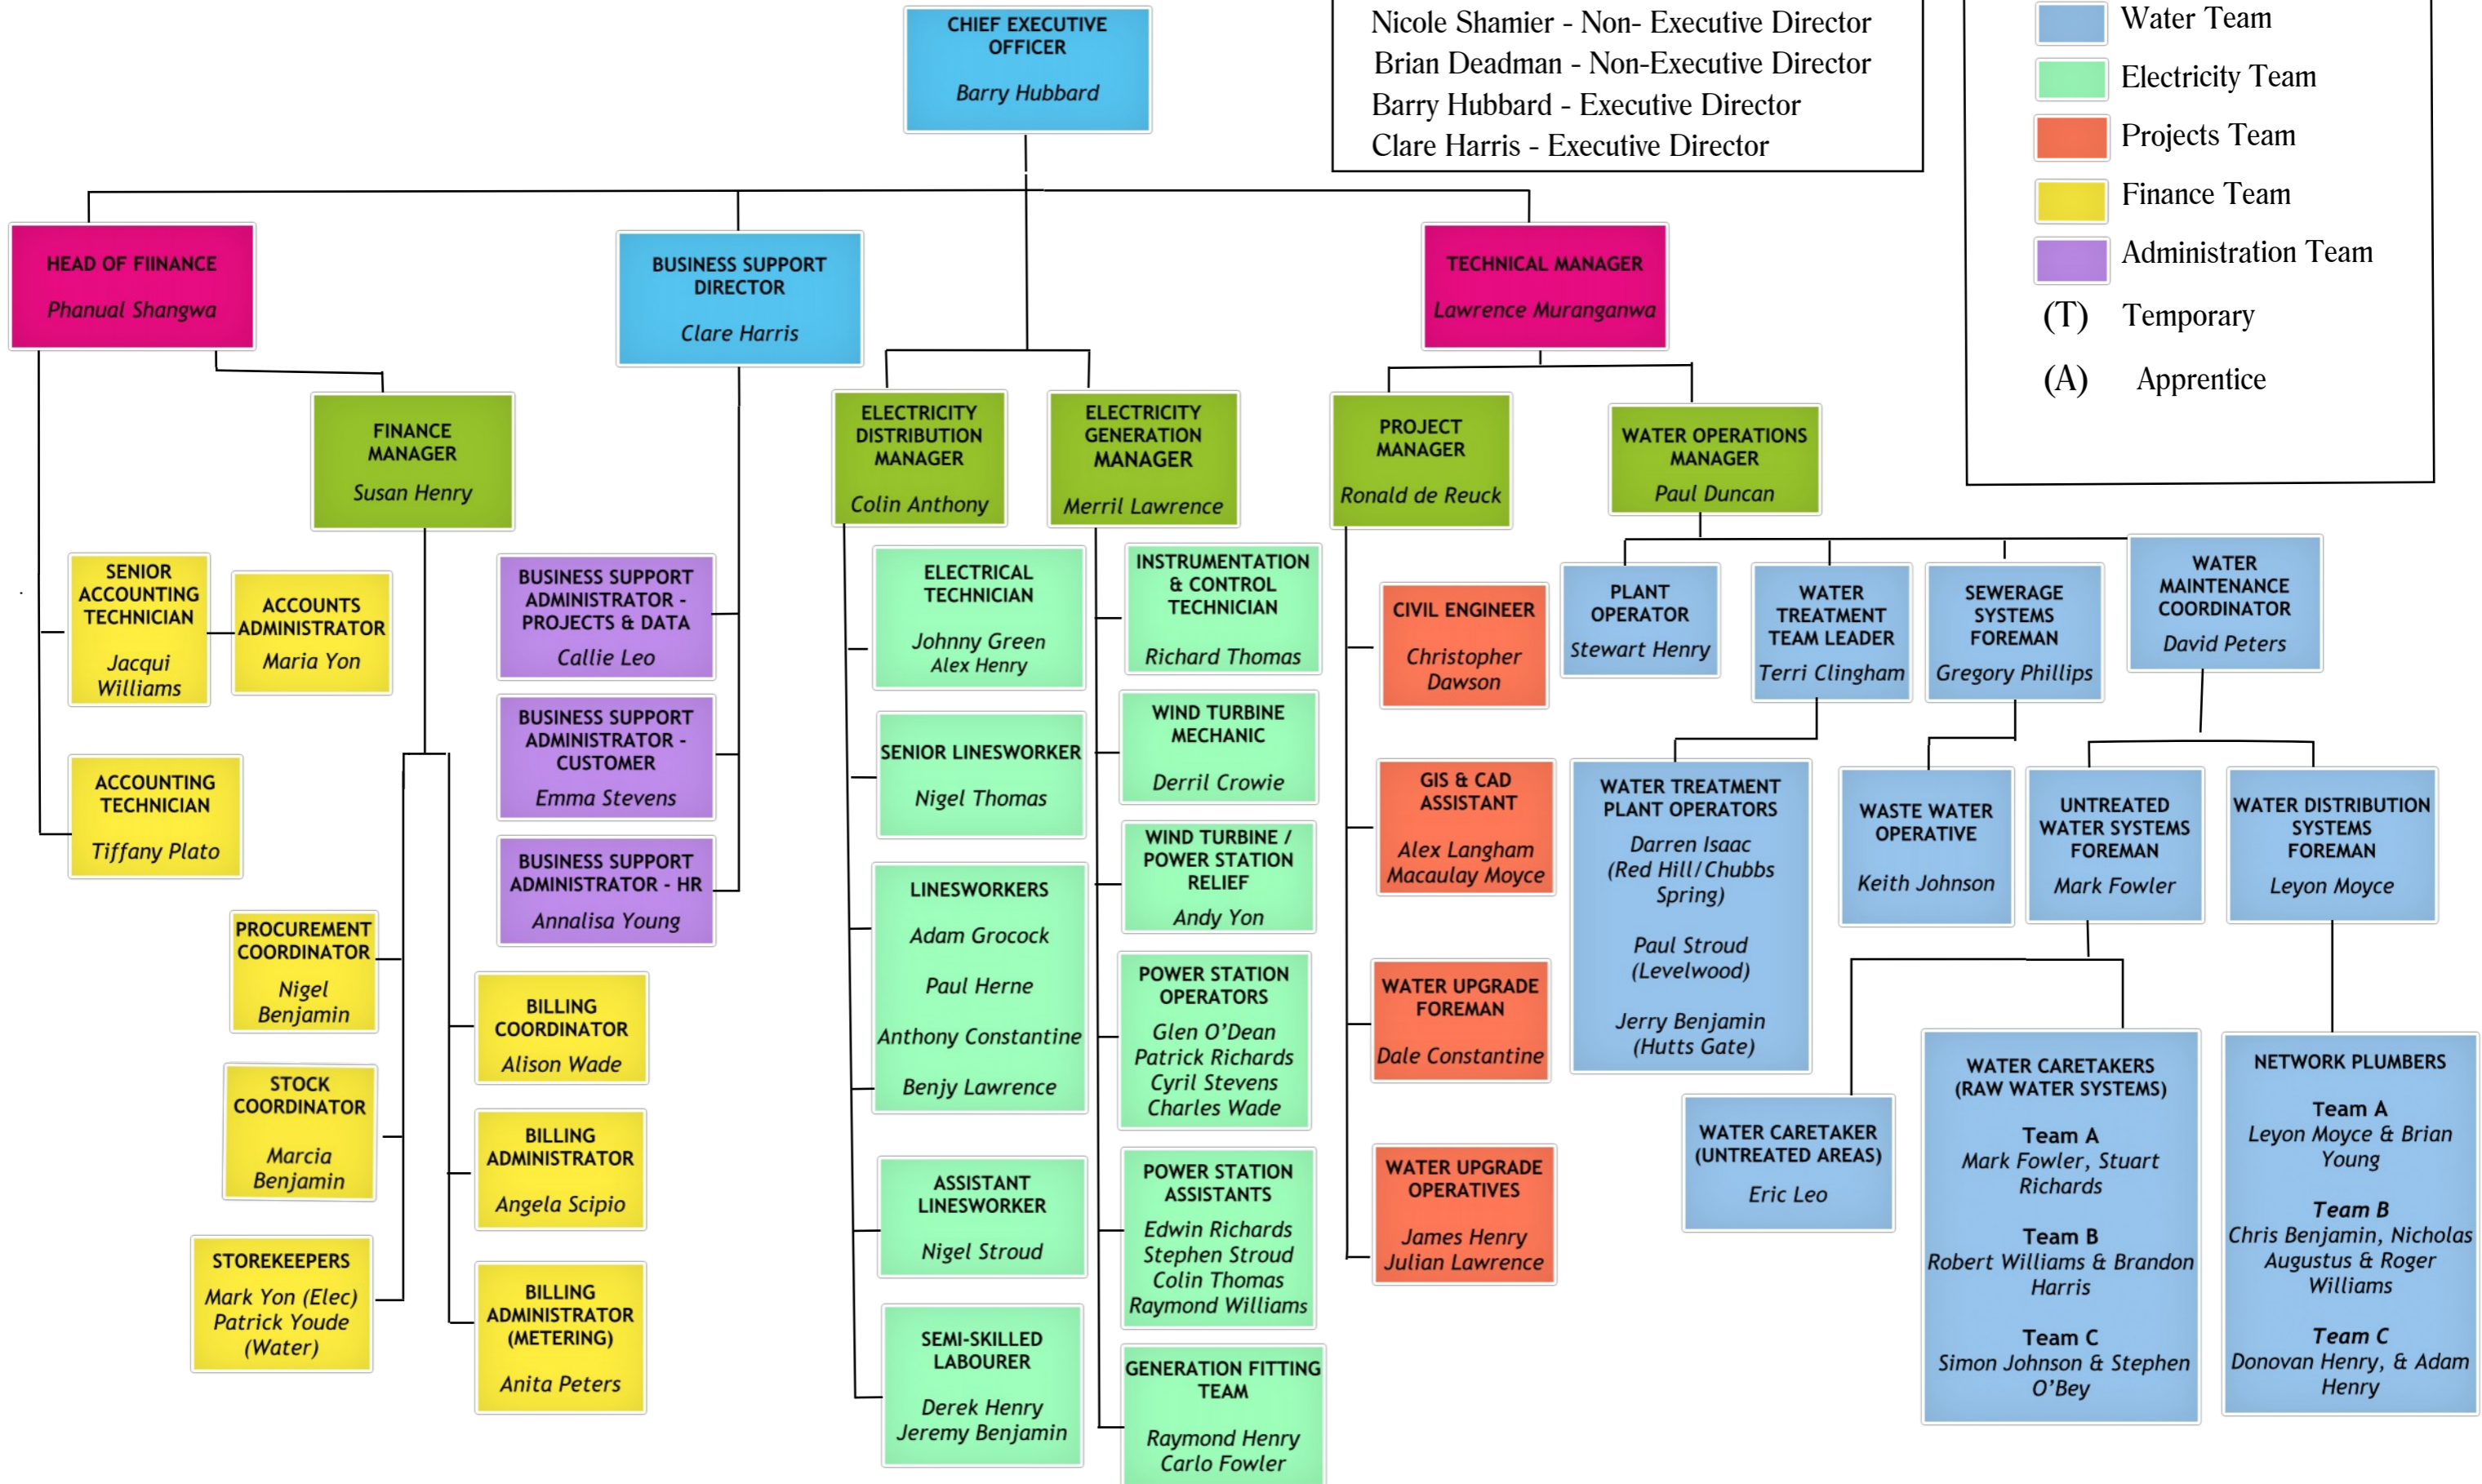 CHIEF EXECUTIVE
OFFICER
Barry Hubbard
Nicole Shamier - Non- Executive Director
Brian Deadman - Non-Executive Director
Barry Hubbard - Executive Director
Clare Harris - Executive Director
Water Team
Electricity Team
Projects Team
Finance Team
Administration Team
(T) Temporary
(A) Apprentice
HEAD OF FIINANCE
Phanual Shangwa
BUSINESS SUPPORT
DIRECTOR
Clare Harris
TECHNICAL MANAGER
Lawrence Muranganwa
FINANCE
MANAGER
Susan Henry
ELECTRICITY
DISTRIBUTION
MANAGER
Colin Anthony
ELECTRICITY
GENERATION
MANAGER
Merril Lawrence
PROJECT
MANAGER
Ronald de Reuck
WATER OPERATIONS
MANAGER
Paul Duncan
SENIOR
ACCOUNTING
TECHNICIAN
Jacqui
Williams
ACCOUNTS
ADMINISTRATOR
Maria Yon
ACCOUNTING
TECHNICIAN
Tiffany Plato
PROCUREMENT
COORDINATOR
Nigel
Benjamin
STOCK
COORDINATOR
Marcia
Benjamin
STOREKEEPERS
Mark Yon (Elec)
Patrick Youde
(Water)
BILLING
COORDINATOR
Alison Wade
BILLING
ADMINISTRATOR
Angela Scipio
BILLING
ADMINISTRATOR
(METERING)
Anita Peters
BUSINESS SUPPORT
ADMINISTRATOR -
PROJECTS & DATA
Callie Leo
BUSINESS SUPPORT
ADMINISTRATOR -
CUSTOMER
Emma Stevens
BUSINESS SUPPORT
ADMINISTRATOR - HR
Annalisa Young
ELECTRICAL
TECHNICIAN
Johnny Green
Alex Henry
SENIOR LINESWORKER
Nigel Thomas
LINESWORKERS
Adam Grocock
Paul Herne
Anthony Constantine
Benjy Lawrence
ASSISTANT
LINESWORKER
Nigel Stroud
SEMI-SKILLED
LABOURER
Derek Henry
Jeremy Benjamin
INSTRUMENTATION
& CONTROL
TECHNICIAN
Richard Thomas
WIND TURBINE
MECHANIC
Derril Crowie
WIND TURBINE /
POWER STATION
RELIEF
Andy Yon
POWER STATION
OPERATORS
Glen O'Dean
Patrick Richards
Cyril Stevens
Charles Wade
POWER STATION
ASSISTANTS
Edwin Richards
Stephen Stroud
Colin Thomas
Raymond Williams
GENERATION FITTING
TEAM
Raymond Henry
Carlo Fowler
CIVIL ENGINEER
Christopher
Dawson
GIS & CAD
ASSISTANT
Alex Langham
Macaulay Moyce
WATER UPGRADE
FOREMAN
Dale Constantine
WATER UPGRADE
OPERATIVES
James Henry
Julian Lawrence
PLANT
OPERATOR
Stewart Henry
WATER
TREATMENT
TEAM LEADER
Terri Clingham
SEWERAGE
SYSTEMS
FOREMAN
Gregory Phillips
WATER
MAINTENANCE
COORDINATOR
David Peters
WATER TREATMENT
PLANT OPERATORS
Darren Isaac
(Red Hill/Chubbs
Spring)
Paul Stroud
(Levelwood)
Jerry Benjamin
(Hutts Gate)
WASTE WATER
OPERATIVE
Keith Johnson
UNTREATED
WATER SYSTEMS
FOREMAN
Mark Fowler
WATER DISTRIBUTION
SYSTEMS
FOREMAN
Leyon Moyce
WATER CARETAKER
(UNTREATED AREAS)
Eric Leo
WATER CARETAKERS
(RAW WATER SYSTEMS)
Team A
Mark Fowler, Stuart
Richards
Team B
Robert Williams & Brandon
Harris
Team C
Simon Johnson & Stephen
O'Bey
NETWORK PLUMBERS
Team A
Leyon Moyce & Brian
Young
Team B
Chris Benjamin, Nicholas
Augustus & Roger
Williams
Team C
Donovan Henry, & Adam
Henry